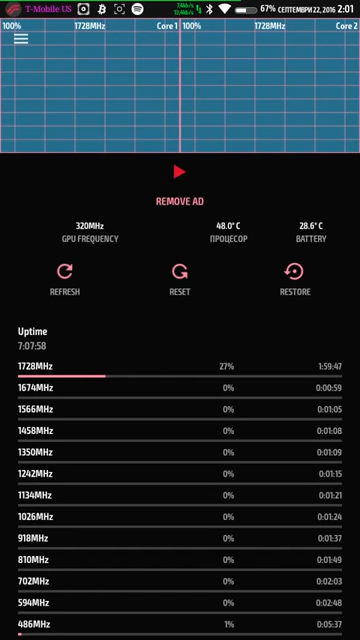 T-Mobile US 67% СЕПТЕМВРИ 22, 2016 2:01
100% 1728MHz Core 1 100% 1728MHz Core 2
REMOVE AD
320MHz 48.0° C 28.6° C
GPU FREQUENCY ПРОЦЕСОР BATTERY
REFRESH RESET RESTORE
Uptime
7:07:58
1728MHz 27% 1:59:47
1674MHz 0% 0:00:59
1566MHz 0% 0:01:05
1458MHz 0% 0:01:08
1350MHz 0% 0:01:09
1242MHz 0% 0:01:15
1134MHz 0% 0:01:21
1026MHz 0% 0:01:24
918MHz 0% 0:01:37
810MHz 0% 0:01:49
702MHz 0% 0:02:03
594MHz 0% 0:02:48
486MHz 1% 0:05:37